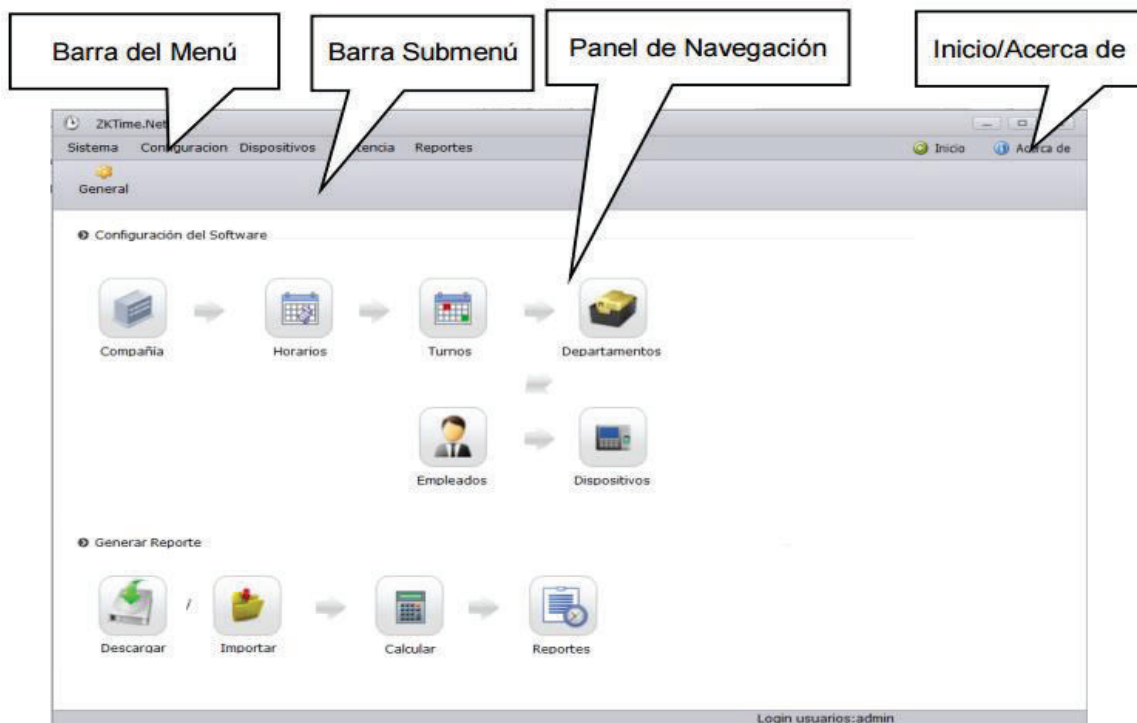 Barra del Menú
Barra Submenú
Panel de Navegación
Inicio/Acerca de
ZKTime.Net
Sistema Configuracion Dispositivos tencia Reportes Inicio Acerca de
General
Configuración del Software
Compañia Horarios Turnos Departamentos
Empleados Dispositivos
Generar Reporte
/
Descargar Importar Calcular Reportes
Login usuarios:admin